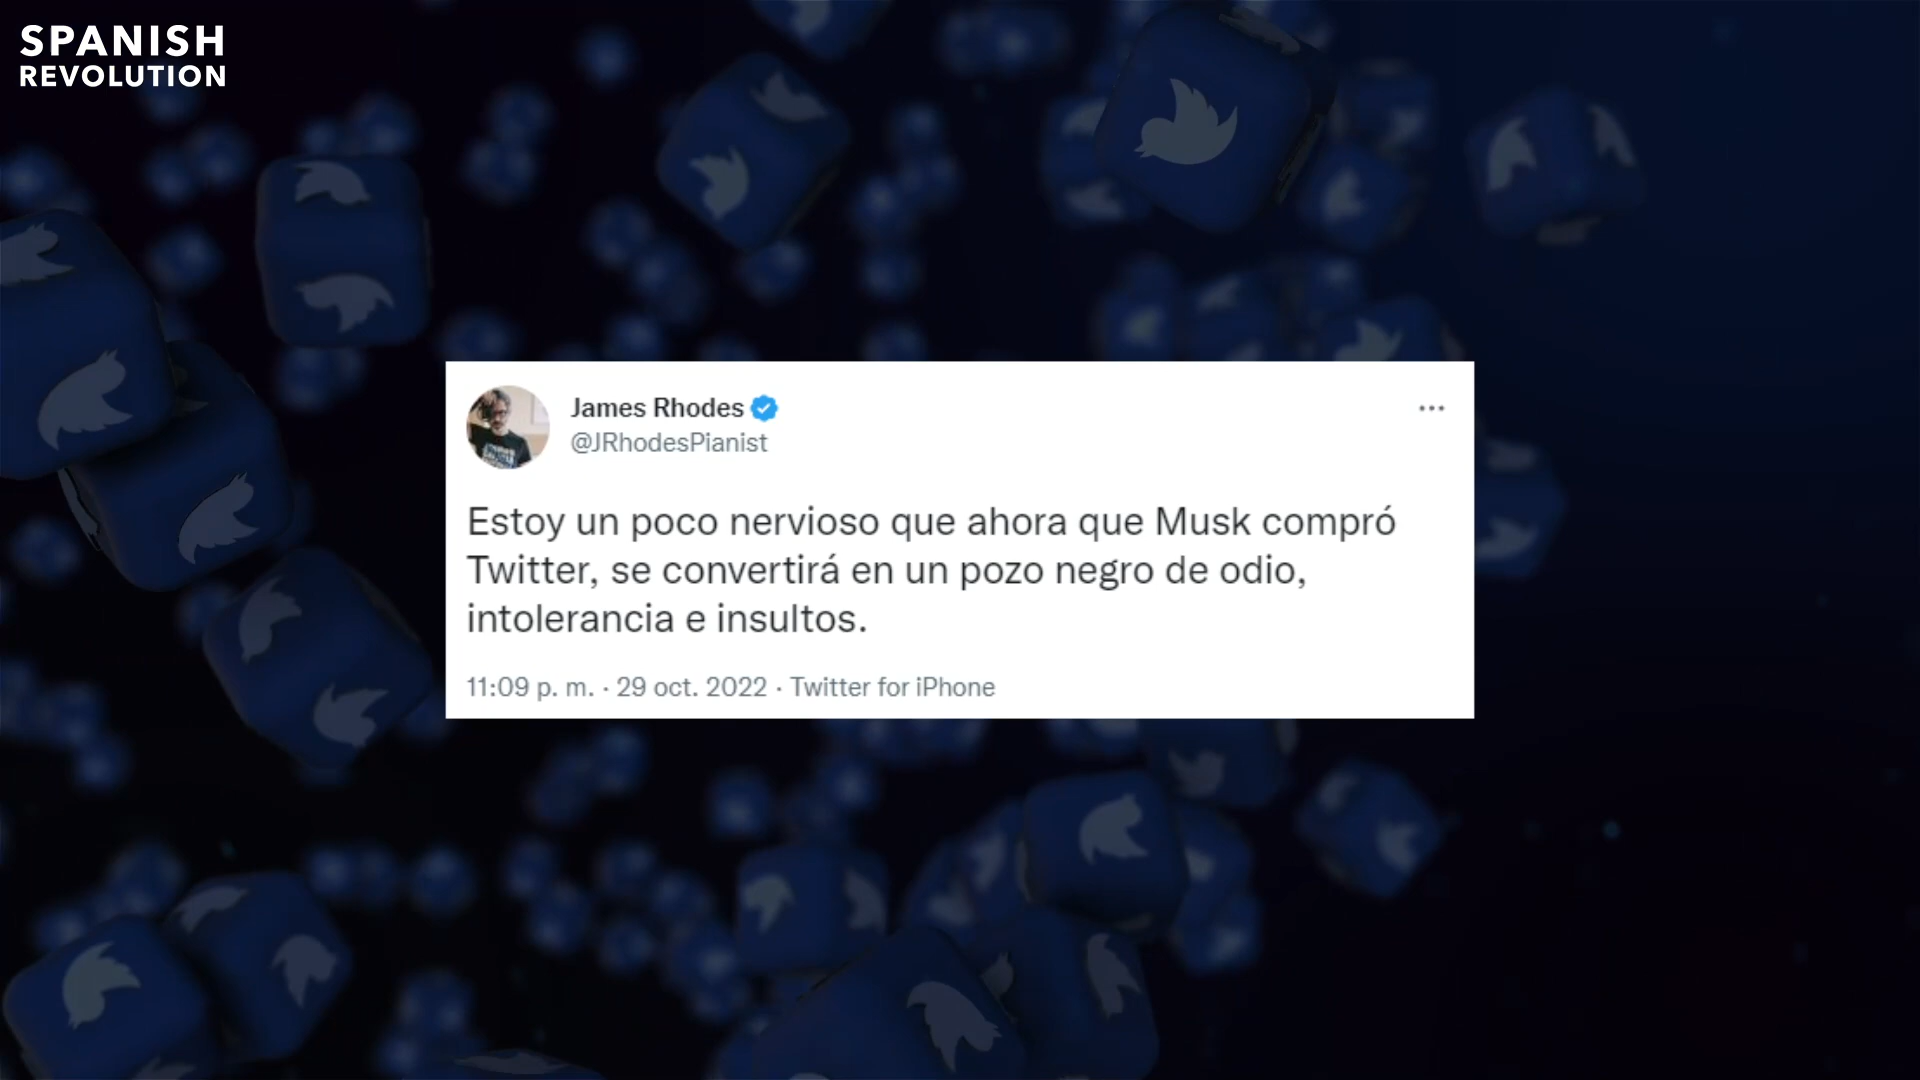 SPANISH
REVOLUTION
James Rhodes
@JRhodesPianist
Estoy un poco nervioso que ahora que Musk compró
Twitter, se convertirá en un pozo negro de odio,
intolerancia e insultos.
11:09 p. m. · 29 oct. 2022 · Twitter for iPhone